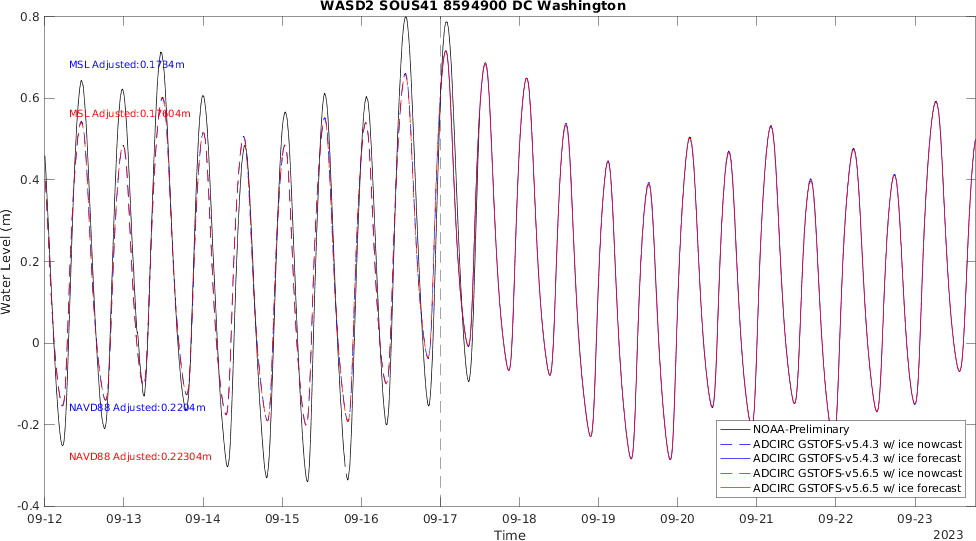 WASD2 SOUS41 8594900 DC Washington
0.8
0.6
0.4
0.2
0
-0.2
-0.4
Water Level (m)
MSL Adjusted:0.1734m
MSL Adjusted:0.17604m
NAVD88 Adjusted:0.2204m
NAVD88 Adjusted:0.22304m
NOAA-Preliminary
ADCIRC GSTOFS-v5.4.3 w/ ice nowcast
ADCIRC GSTOFS-v5.4.3 w/ ice forecast
ADCIRC GSTOFS-v5.6.5 w/ ice nowcast
ADCIRC GSTOFS-v5.6.5 w/ ice forecast
09-12 09-13 09-14 09-15 09-16 09-17 09-18 09-19 09-20 09-21 09-22 09-23
Time
2023